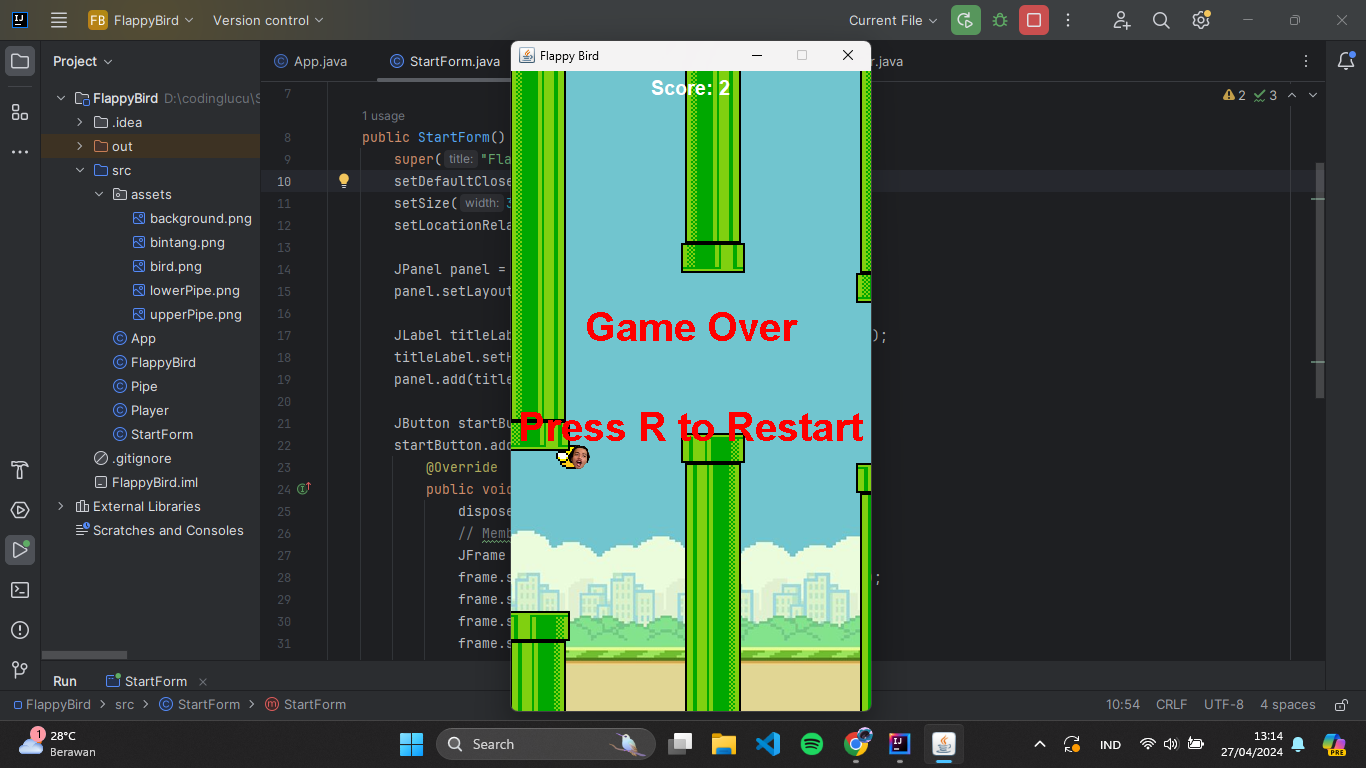 FB FlappyBird Version control Current File
Project
App.java StartForm.java r.java
Flappy Bird
Score: 2
FlappyBird D:\codinglucu\S
.idea
out
src
assets
background.png
bintang.png
bird.png
lowerPipe.png
upperPipe.png
App
FlappyBird
Pipe
Player
StartForm
.gitignore
FlappyBird.iml
External Libraries
Scratches and Consoles
2 3
7
1 usage
8 public StartForm()
9 super( title: "Fla
10 setDefaultClose
11 setSize( width: 3
12 setLocationRela
13
14 JPanel panel =
15 panel.setLayout
16
17 JLabel titleLab );
18 titleLabel.setH
19 panel.add(title
20
21 JButton startBu
22 startButton.add
23 @Override
24 public void
25 dispose
26 // Memb
27 JFrame
28 frame.s ;
29 frame.s
30 frame.s
31 frame.s
Game Over
Press R to Restart
Run StartForm
FlappyBird > src > StartForm > StartForm
10:54 CRLF UTF-8 4 spaces
1 28°C
Berawan
Search
IND
13:14
27/04/2024
PRE